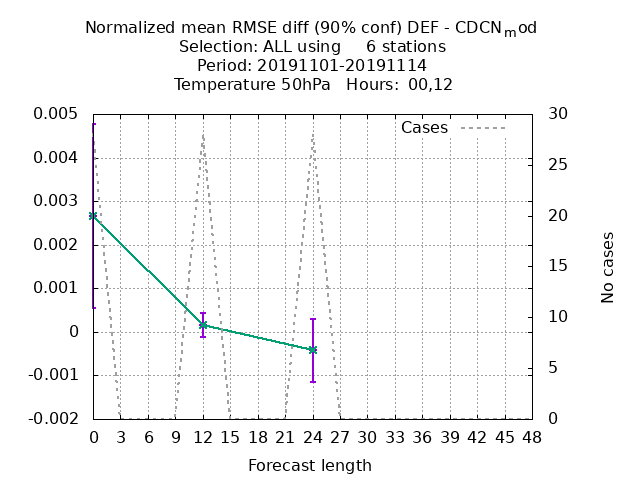 Normalized mean RMSE diff (90% conf) DEF - CDCNmod
Selection: ALL using     6 stations
Period: 20191101-20191114
Temperature 50hPa   Hours:  00,12
Cases
0.005
0.004
0.003
0.002
0.001
0
-0.001
-0.002
30
25
20
15
10
5
0
No cases
0 3 6 9 12 15 18 21 24 27 30 33 36 39 42 45 48
Forecast length